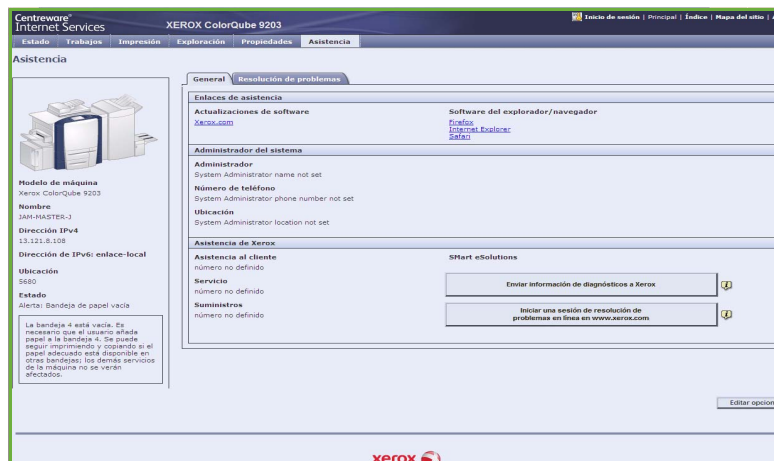 Centreware®
Internet Services
XEROX ColorQube 9203
Inicio de sesión | Principal | Índice | Mapa del sitio |
Estado Trabajos Impresión Exploración Propiedades Asistencia
Asistencia
General Resolución de problemas
Enlaces de asistencia
Actualizaciones de software
Xerox.com
Software del explorador/navegador
Firefox
Internet Explorer
Safari
Administrador del sistema
Administrador
System Administrator name not set
Número de teléfono
System Administrator phone number not set
Ubicación
System Administrator location not set
Asistencia de Xerox
Asistencia al cliente
número no definido
Servicio
número no definido
Suministros
número no definido
SMart eSolutions
Enviar información de diagnósticos a Xerox
Iniciar una sesión de resolución de
problemas en línea en www.xerox.com
Modelo de máquina
Xerox ColorQube 9203
Nombre
JAM-MASTER-J
Dirección IPv4
13.121.8.108
Dirección de IPv6: enlace-local
Ubicación
5680
Estado
Alerta: Bandeja de papel vacía
La bandeja 4 está vacía. Es
necesario que el usuario añada
papel a la bandeja 4. Se puede
seguir imprimiendo y copiando si el
papel adecuado está disponible en
otras bandejas; los demás servicios
de la máquina no se verán
afectados.
Editar opcion
xerox